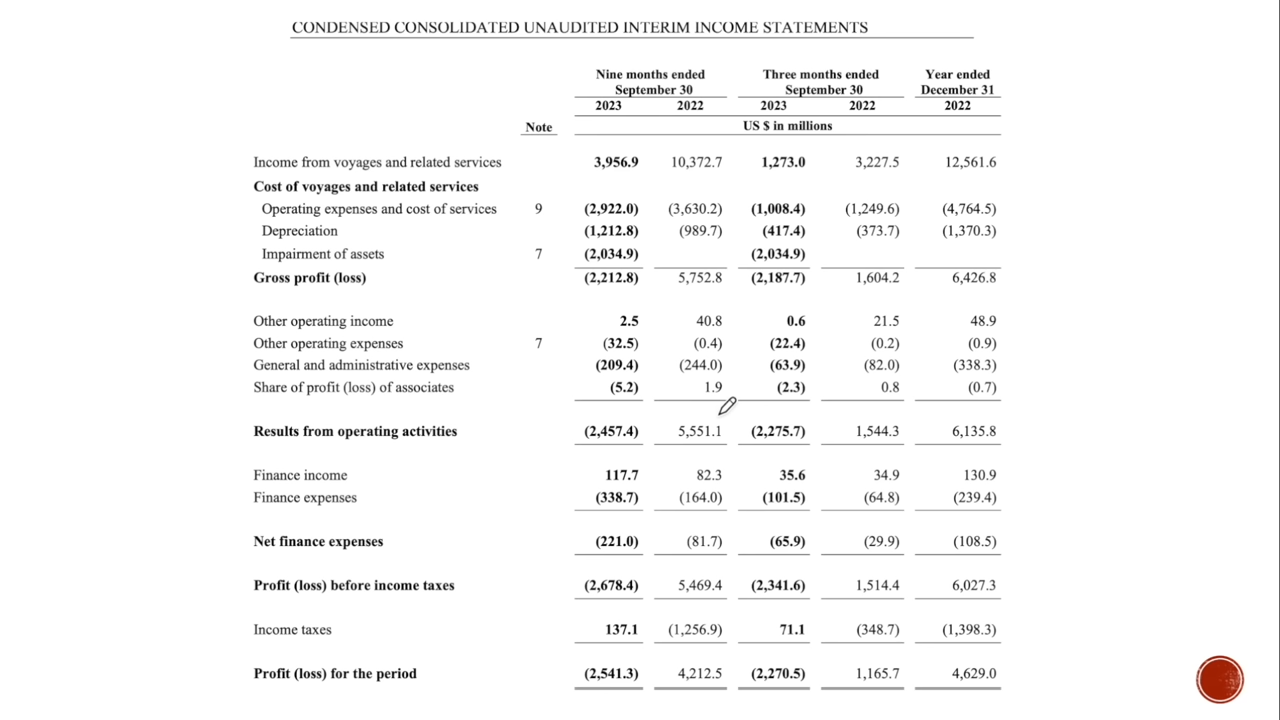 CONDENSED CONSOLIDATED UNAUDITED INTERIM INCOME STATEMENTS
Nine months ended Three months ended Year ended
September 30 September 30 December 31
2023 2022 2023 2022 2022
Note US $ in millions
Income from voyages and related services 3,956.9 10,372.7 1,273.0 3,227.5 12,561.6
Cost of voyages and related services
Operating expenses and cost of services 9 (2,922.0) (3,630.2) (1,008.4) (1,249.6) (4,764.5)
Depreciation (1,212.8) (989.7) (417.4) (373.7) (1,370.3)
Impairment of assets 7 (2,034.9) (2,034.9)
Gross profit (loss) (2,212.8) 5,752.8 (2,187.7) 1,604.2 6,426.8
Other operating income 2.5 40.8 0.6 21.5 48.9
Other operating expenses 7 (32.5) (0.4) (22.4) (0.2) (0.9)
General and administrative expenses (209.4) (244.0) (63.9) (82.0) (338.3)
Share of profit (loss) of associates (5.2) 1.9 (2.3) 0.8 (0.7)
Results from operating activities (2,457.4) 5,551.1 (2,275.7) 1,544.3 6,135.8
Finance income 117.7 82.3 35.6 34.9 130.9
Finance expenses (338.7) (164.0) (101.5) (64.8) (239.4)
Net finance expenses (221.0) (81.7) (65.9) (29.9) (108.5)
Profit (loss) before income taxes (2,678.4) 5,469.4 (2,341.6) 1,514.4 6,027.3
Income taxes 137.1 (1,256.9) 71.1 (348.7) (1,398.3)
Profit (loss) for the period (2,541.3) 4,212.5 (2,270.5) 1,165.7 4,629.0